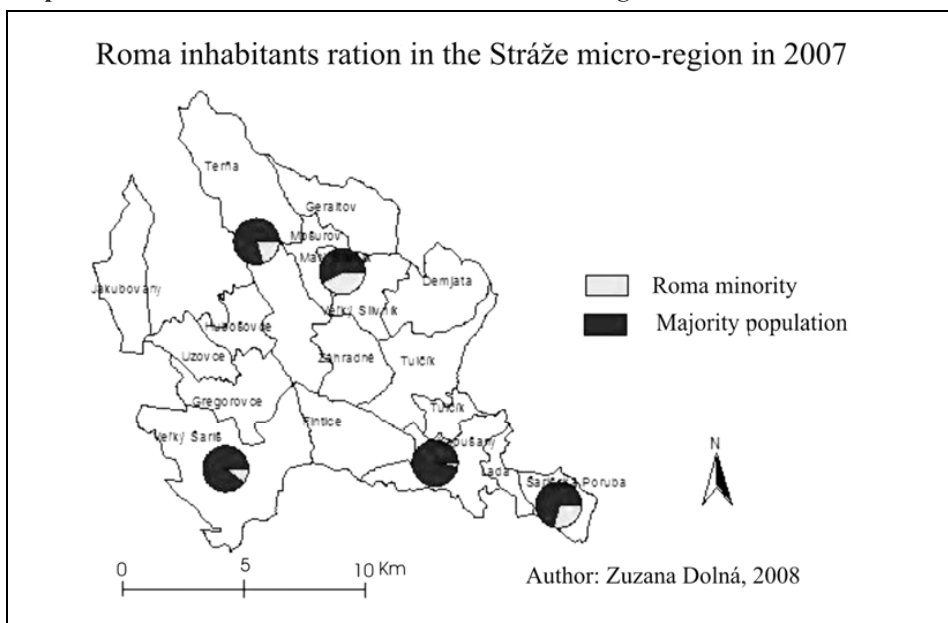 Roma inhabitants ration in the Stráže micro-region in 2007
Terňa
Geraltov
Mošurov
Demjata
Jakubovany
Veľký Slivník
Roma minority
Hubošovce
Majority population
Uzovce
Záhradné
Tulčík
Gregorovce
Tulčík
Fintice
Veľký Šariš
Lada
Poruba
N
0
5
10 Km
Author: Zuzana Dolná, 2008